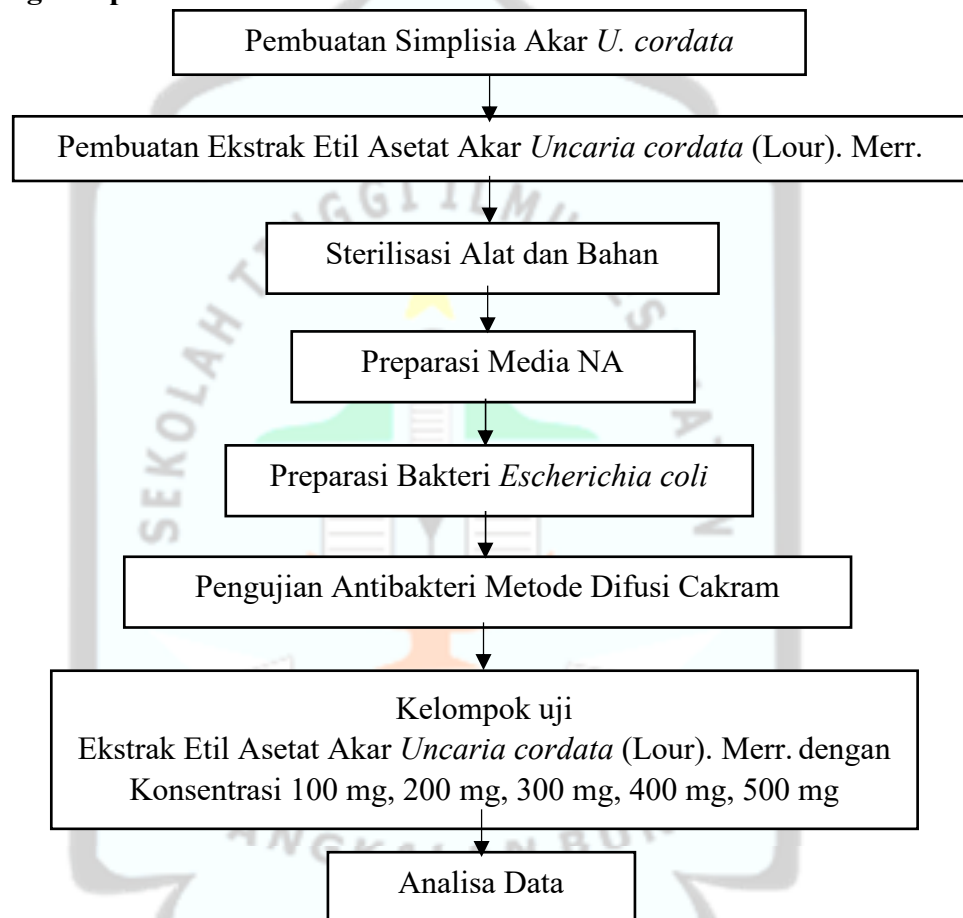 Pembuatan Simplisia Akar U. cordata
Pembuatan Ekstrak Etil Asetat Akar Uncaria cordata (Lour). Merr.
Sterilisasi Alat dan Bahan
Preparasi Media NA
Preparasi Bakteri Escherichia coli
Pengujian Antibakteri Metode Difusi Cakram
Kelompok uji
Ekstrak Etil Asetat Akar Uncaria cordata (Lour). Merr. dengan
Konsentrasi 100 mg, 200 mg, 300 mg, 400 mg, 500 mg
Analisa Data
SEKOLAH